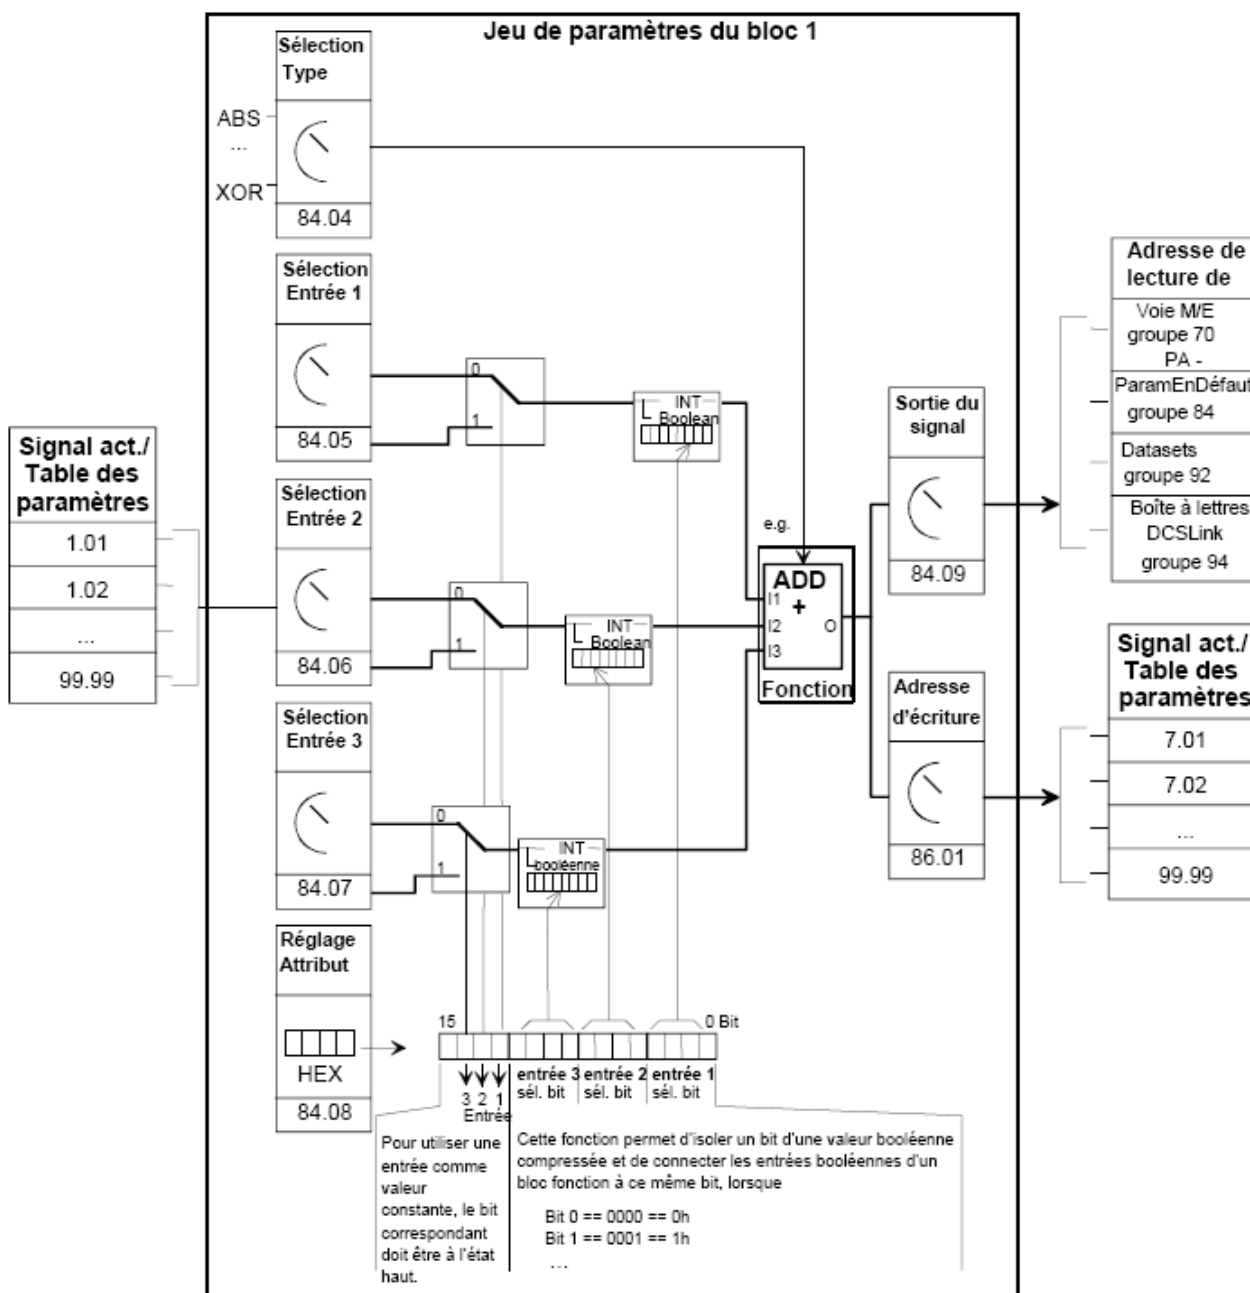 Jeu de paramètres du bloc 1
Sélection
Type
ABS
...
XOR
84.04
Sélection
Entrée 1
84.05
0
1
INT
Boolean
Sélection
Entrée 2
84.06
0
1
INT
Boolean
Sélection
Entrée 3
84.07
0
1
INT
booléenne
Signal act./
Table des
paramètres
1.01
1.02
...
99.99
e.g.
ADD
+
I1
I2
I3
O
Fonction
Sortie du
signal
84.09
Adresse
d'écriture
86.01
Adresse de
lecture de
Voie M/E
groupe 70
PA -
ParamEnDéfaut
groupe 84
Datasets
groupe 92
Boîte à lettres
DCSLink
groupe 94
Signal act./
Table des
paramètres
7.01
7.02
...
99.99
Réglage
Attribut
HEX
84.08
15
0 Bit
3 2 1
Entrée
entrée 3
sél. bit
entrée 2
sél. bit
entrée 1
sél. bit
Pour utiliser une
entrée comme
valeur
constante, le bit
correspondant
doit être à l'état
haut.
Cette fonction permet d'isoler un bit d'une valeur booléenne
compressée et de connecter les entrées booléennes d'un
bloc fonction à ce même bit, lorsque
Bit 0 == 0000 == 0h
Bit 1 == 0001 == 1h
...